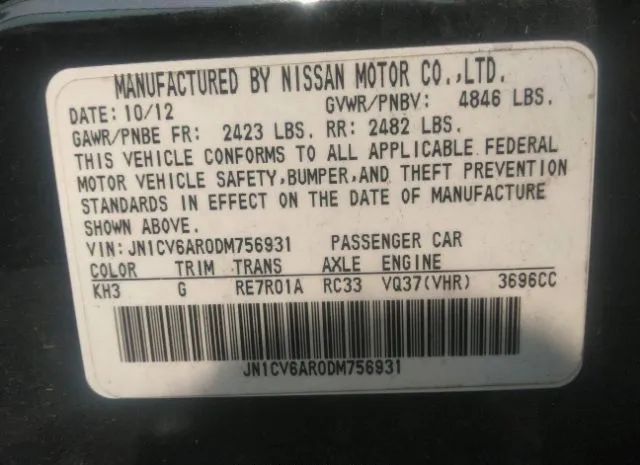 MANUFACTURED BY NISSAN MOTOR CO.,LTD.
DATE: 10/12 GVWR/PNBV: 4846 LBS.
GAWR/PNBE FR: 2423 LBS. RR: 2482 LBS.
THIS VEHICLE CONFORMS TO ALL APPLICABLE FEDERAL
MOTOR VEHICLE SAFETY,BUMPER,AND THEFT PREVENTION
STANDARDS IN EFFECT ON THE DATE OF MANUFACTURE
SHOWN ABOVE.
VIN: JN1CV6AR0DM756931 PASSENGER CAR
COLOR TRIM TRANS AXLE ENGINE
KH3 G RE7R01A RC33 VQ37(VHR) 3696CC
JN1CV6AR0DM756931